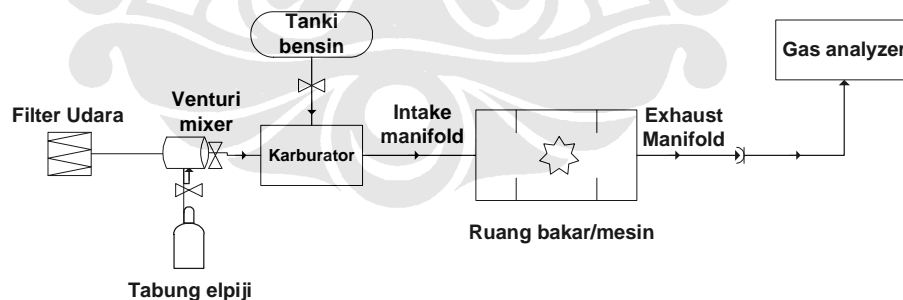 Tanki
bensin
Gas analyzer
Filter Udara
Venturi
mixer
Karburator
Intake
manifold
Exhaust
Manifold
Ruang bakar/mesin
Tabung elpiji